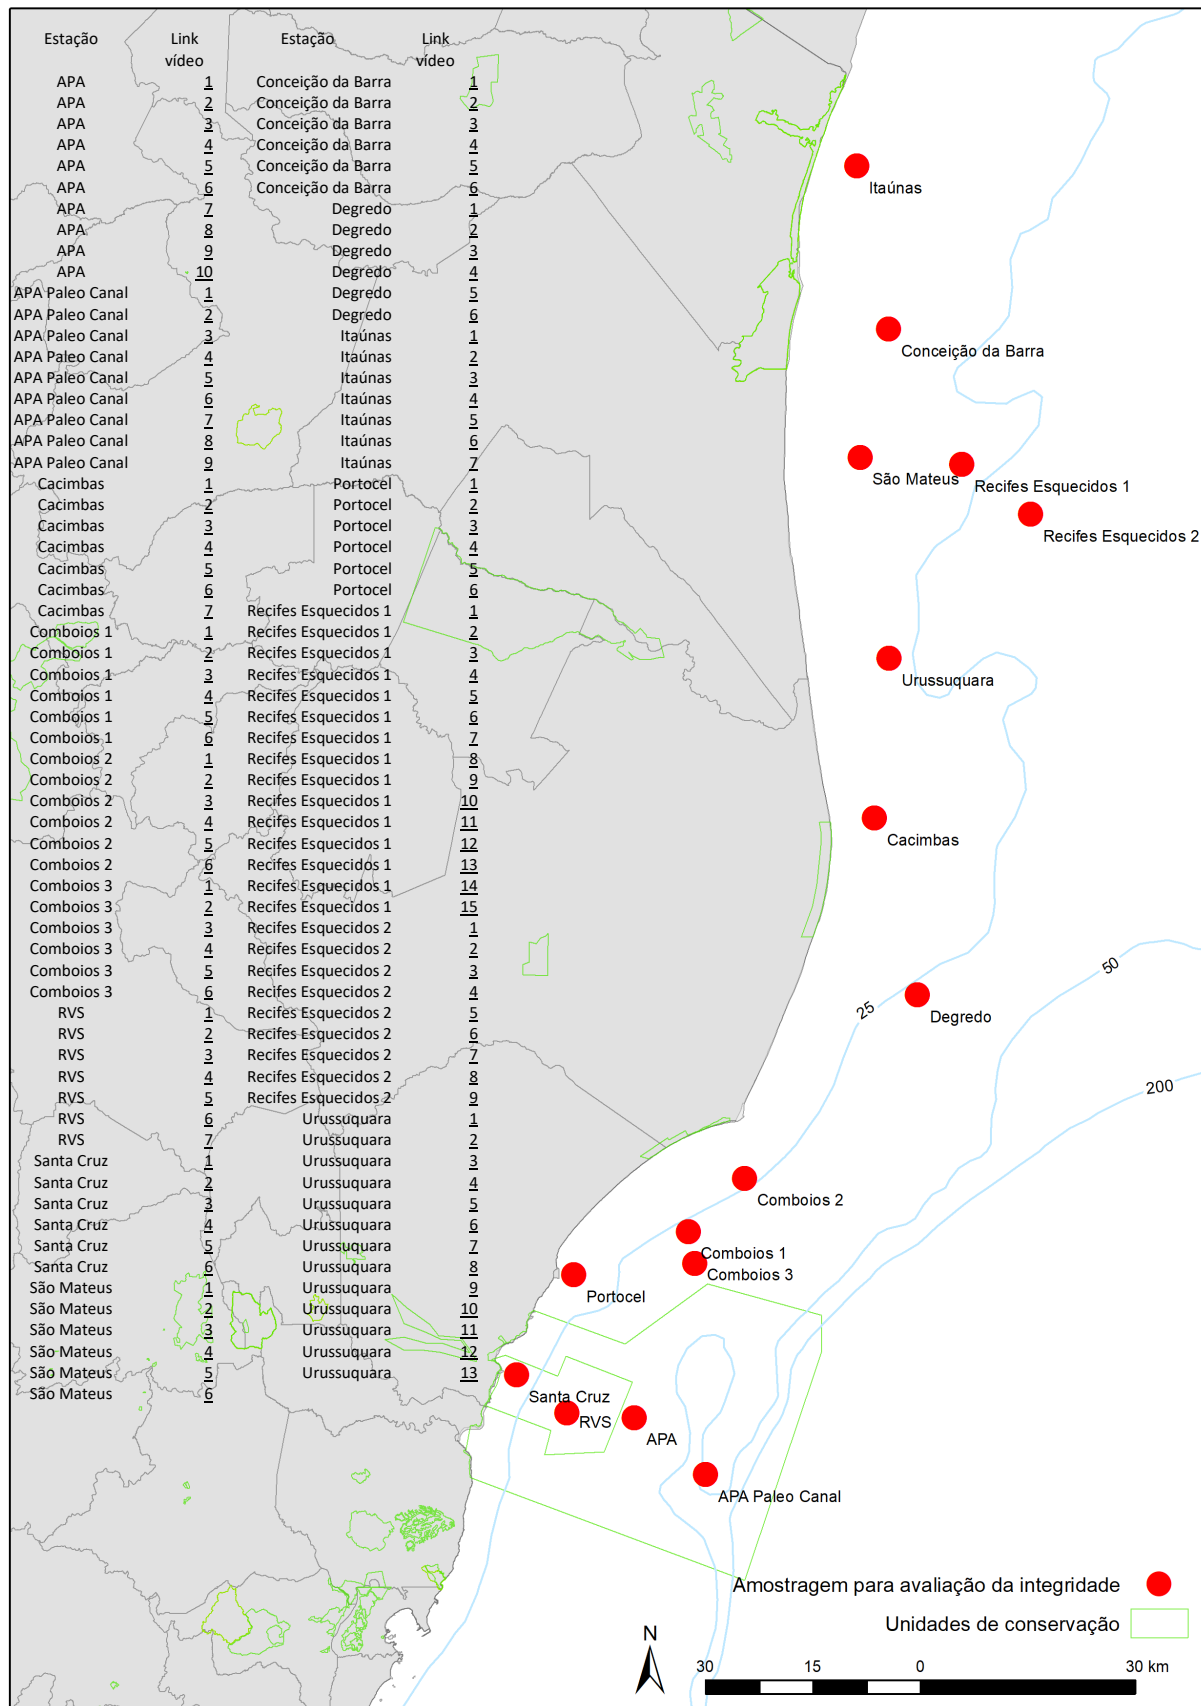 Estação Link vídeo Estação Link vídeo
APA 1 Conceição da Barra 1
APA 2 Conceição da Barra 2
APA 3 Conceição da Barra 3
APA 4 Conceição da Barra 4
APA 5 Conceição da Barra 5
APA 6 Conceição da Barra 6
APA 7 Degredo 1
APA 8 Degredo 2
APA 9 Degredo 3
APA 10 Degredo 4
APA Paleo Canal 1 Degredo 5
APA Paleo Canal 2 Degredo 6
APA Paleo Canal 3 Itaúnas 1
APA Paleo Canal 4 Itaúnas 2
APA Paleo Canal 5 Itaúnas 3
APA Paleo Canal 6 Itaúnas 4
APA Paleo Canal 7 Itaúnas 5
APA Paleo Canal 8 Itaúnas 6
APA Paleo Canal 9 Itaúnas 7
Cacimbas 1 Portocel 1
Cacimbas 2 Portocel 2
Cacimbas 3 Portocel 3
Cacimbas 4 Portocel 4
Cacimbas 5 Portocel 5
Cacimbas 6 Portocel 6
Cacimbas 7 Recifes Esquecidos 1 1
Comboios 1 1 Recifes Esquecidos 1 2
Comboios 1 2 Recifes Esquecidos 1 3
Comboios 1 3 Recifes Esquecidos 1 4
Comboios 1 4 Recifes Esquecidos 1 5
Comboios 1 5 Recifes Esquecidos 1 6
Comboios 1 6 Recifes Esquecidos 1 7
Comboios 2 1 Recifes Esquecidos 1 8
Comboios 2 2 Recifes Esquecidos 1 9
Comboios 2 3 Recifes Esquecidos 1 10
Comboios 2 4 Recifes Esquecidos 1 11
Comboios 2 5 Recifes Esquecidos 1 12
Comboios 2 6 Recifes Esquecidos 1 13
Comboios 3 1 Recifes Esquecidos 1 14
Comboios 3 2 Recifes Esquecidos 1 15
Comboios 3 3 Recifes Esquecidos 2 1
Comboios 3 4 Recifes Esquecidos 2 2
Comboios 3 5 Recifes Esquecidos 2 3
Comboios 3 6 Recifes Esquecidos 2 4
RVS 1 Recifes Esquecidos 2 5
RVS 2 Recifes Esquecidos 2 6
RVS 3 Recifes Esquecidos 2 7
RVS 4 Recifes Esquecidos 2 8
RVS 5 Recifes Esquecidos 2 9
RVS 6 Urussuquara 1
RVS 7 Urussuquara 2
Santa Cruz 1 Urussuquara 3
Santa Cruz 2 Urussuquara 4
Santa Cruz 3 Urussuquara 5
Santa Cruz 4 Urussuquara 6
Santa Cruz 5 Urussuquara 7
Santa Cruz 6 Urussuquara 8
São Mateus 1 Urussuquara 9
São Mateus 2 Urussuquara 10
São Mateus 3 Urussuquara 11
São Mateus 4 Urussuquara 12
São Mateus 5 Urussuquara 13
São Mateus 6
Itaúnas
Conceição da Barra
São Mateus
Recifes Esquecidos 1
Recifes Esquecidos 2
Urussuquara
Cacimbas
50
25
Degredo
200
Comboios 2
Comboios 1
Comboios 3
Portocel
Santa Cruz
RVS
APA
APA Paleo Canal
Amostragem para avaliação da integridade
Unidades de conservação
N
30 15 0 30 km